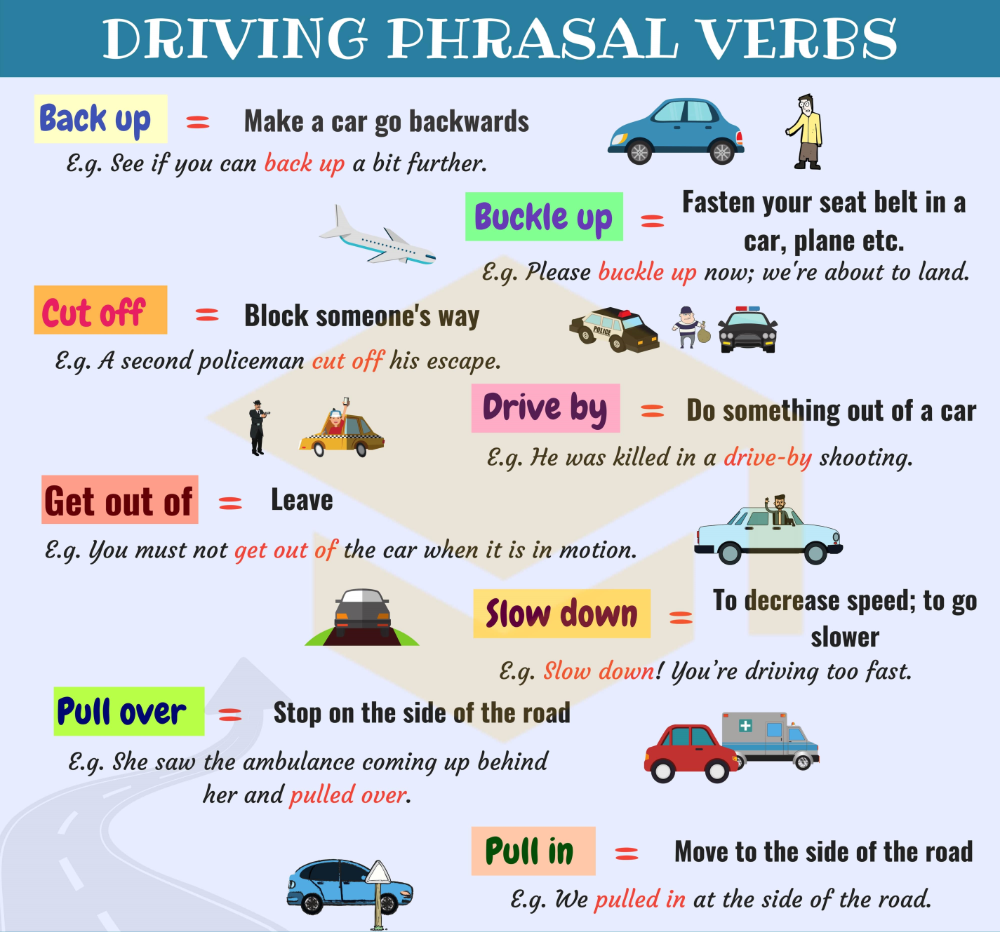 DRIVING PHRASAL VERBS
Back up = Make a car go backwards
E.g. See if you can back up a bit further.
Buckle up = Fasten your seat belt in a
car, plane etc.
E.g. Please buckle up now; we're about to land.
Cut off = Block someone's way
E.g. A second policeman cut off his escape.
POLICE
Drive by = Do something out of a car
E.g. He was killed in a drive-by shooting.
Get out of = Leave
E.g. You must not get out of the car when it is in motion.
Slow down = To decrease speed; to go
slower
E.g. Slow down! You’re driving too fast.
Pull over = Stop on the side of the road
E.g. She saw the ambulance coming up behind
her and pulled over.
Pull in = Move to the side of the road
E.g. We pulled in at the side of the road.